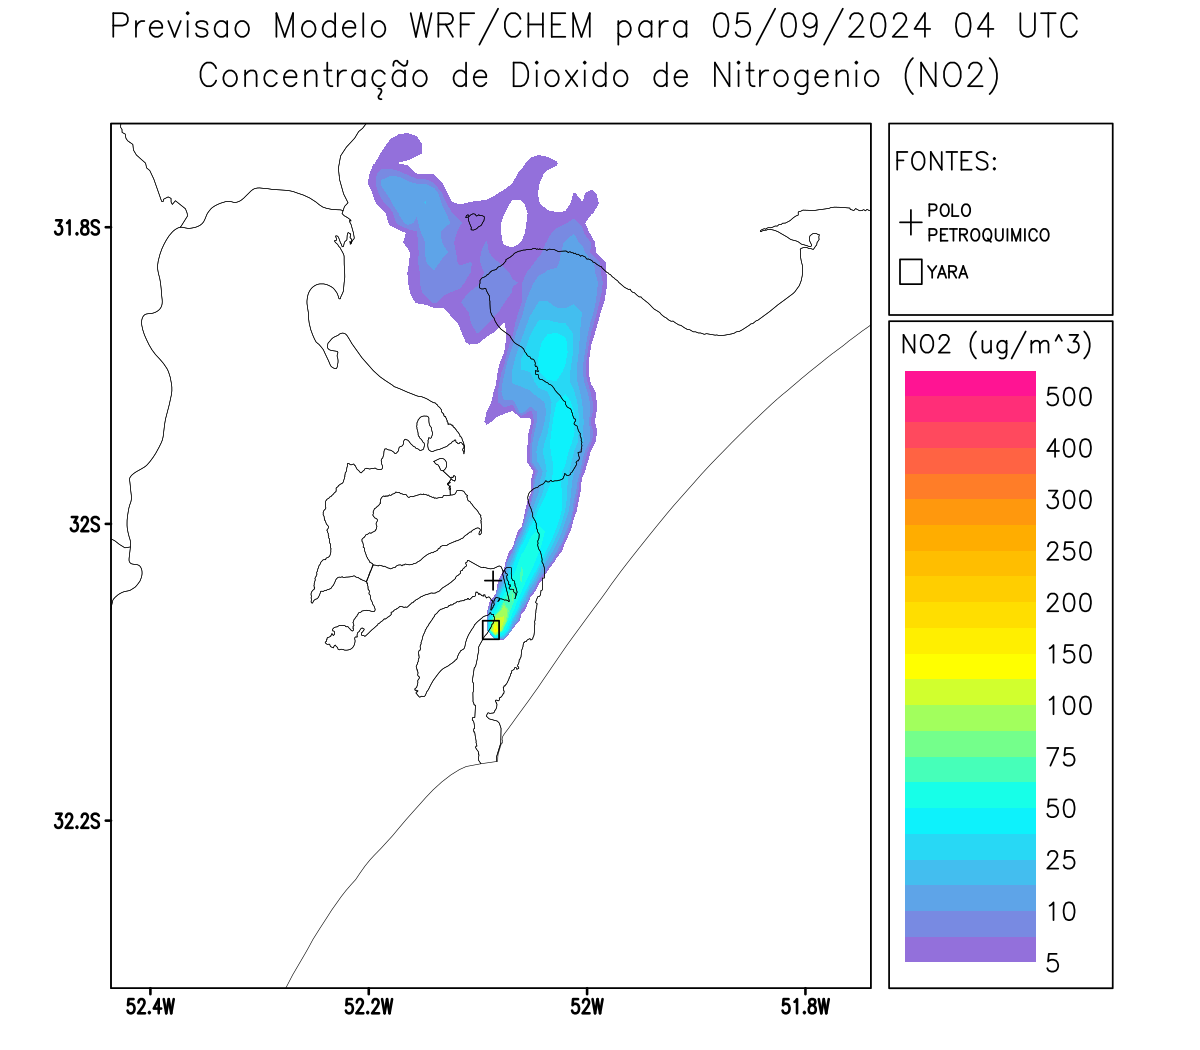 Previsao Modelo WRF/CHEM para 05/09/2024 04 UTC
Concentração de Dioxido de Nitrogenio (NO2)
FONTES:
POLO
PETROQUIMICO
YARA
NO2 (ug/m^3)
500
400
300
250
200
150
100
75
50
25
10
5
31.8S
32S
32.2S
52.4W
52.2W
52W
51.8W